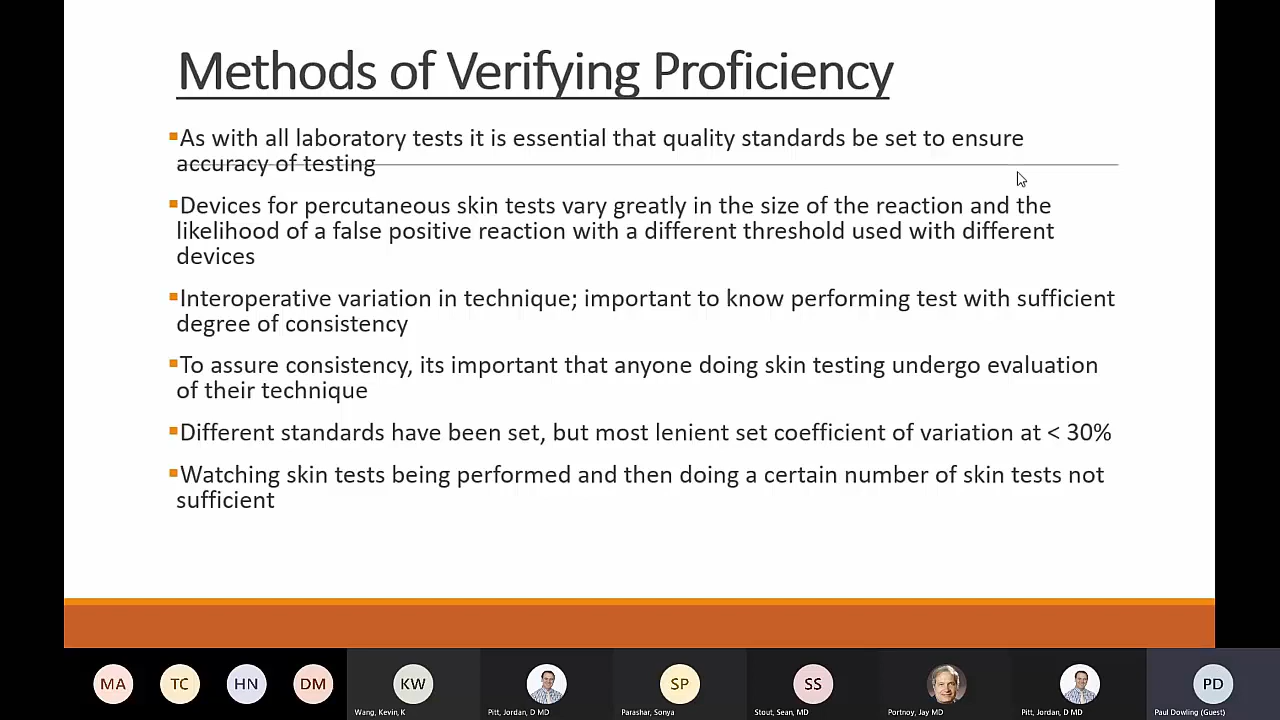 Methods of Verifying Proficiency
▪As with all laboratory tests it is essential that quality standards be set to ensure
accuracy of testing
▪Devices for percutaneous skin tests vary greatly in the size of the reaction and the
likelihood of a false positive reaction with a different threshold used with different
devices
▪Interoperative variation in technique; important to know performing test with sufficient
degree of consistency
▪To assure consistency, its important that anyone doing skin testing undergo evaluation
of their technique
▪Different standards have been set, but most lenient set coefficient of variation at < 30%
▪Watching skin tests being performed and then doing a certain number of skin tests not
sufficient
MA TC HN DM KW SP SS PD
Wang, Kevin, K Pitt, Jordan, D MD Parashar, Sonya Stout, Sean, MD Portnoy, Jay MD Pitt, Jordan, D MD Paul Dowling (Guest)